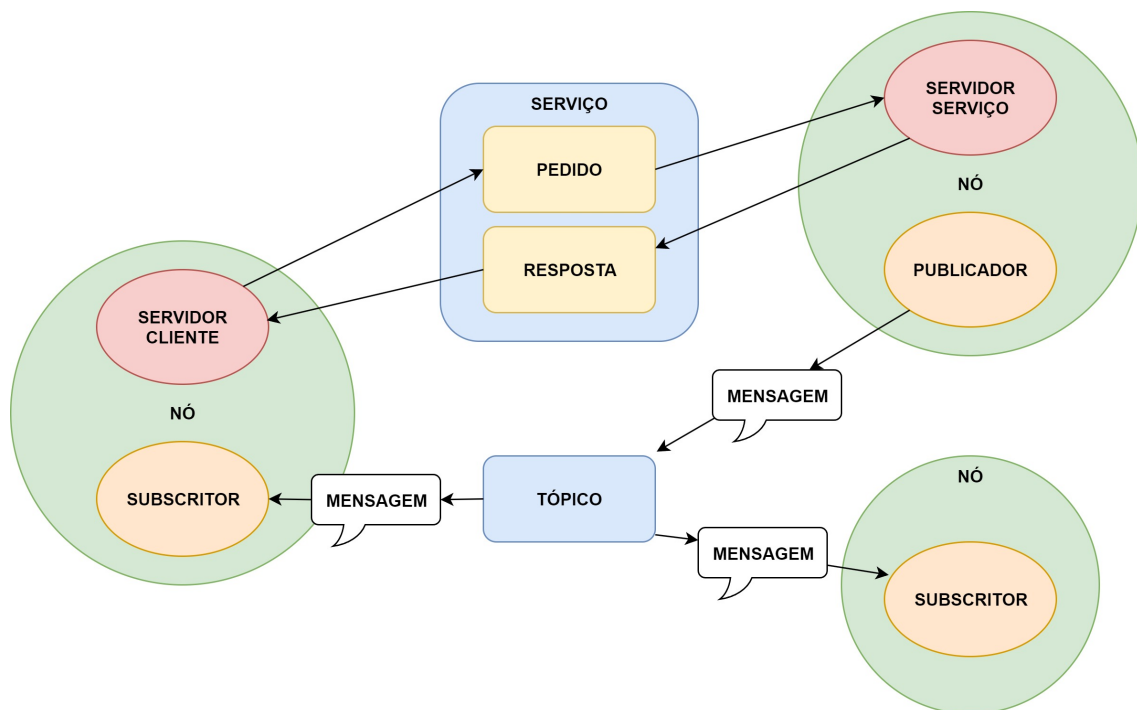 SERVIÇO
PEDIDO
RESPOSTA
SERVIDOR
SERVIÇO
NÓ
PUBLICADOR
SERVIDOR
CLIENTE
NÓ
SUBSCRITOR
MENSAGEM
TÓPICO
MENSAGEM
MENSAGEM
NÓ
SUBSCRITOR